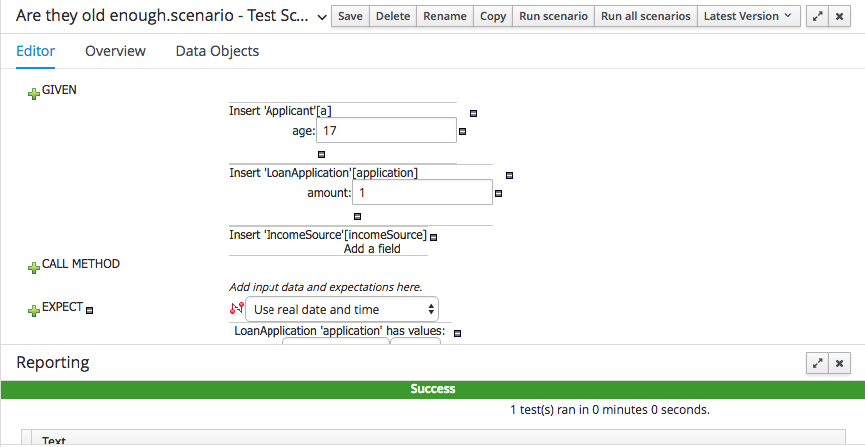 Are they old enough.scenario - Test Sc...
Save Delete Rename Copy Run scenario Run all scenarios Latest Version
Editor Overview Data Objects
GIVEN
Insert 'Applicant'[a]
age: 17
Insert 'LoanApplication'[application]
amount: 1
Insert 'IncomeSource'[incomeSource]
Add a field
CALL METHOD
Add input data and expectations here.
EXPECT
Use real date and time
LoanApplication 'application' has values:
Reporting
Success
1 test(s) ran in 0 minutes 0 seconds.
Text